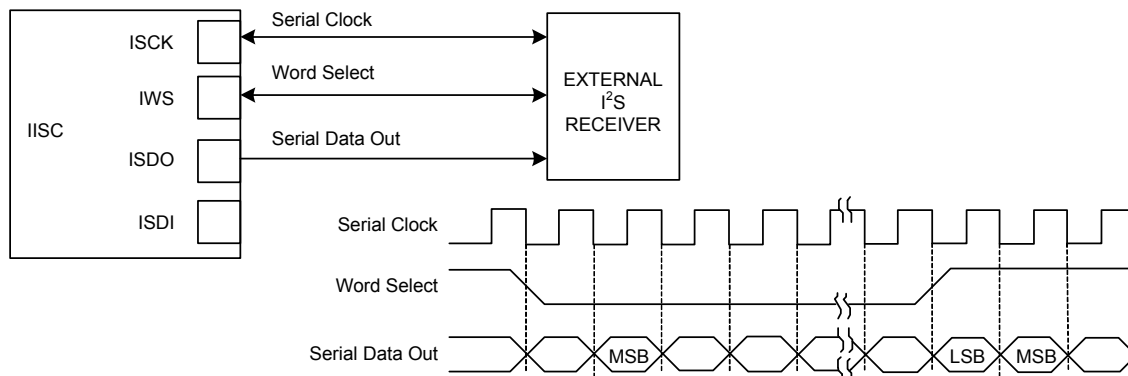 ISCK
IWS
IISC
ISDO
ISDI
Serial Clock
Word Select
Serial Data Out
EXTERNAL
I²S
RECEIVER
Serial Clock
Word Select
Serial Data Out
MSB
LSB
MSB